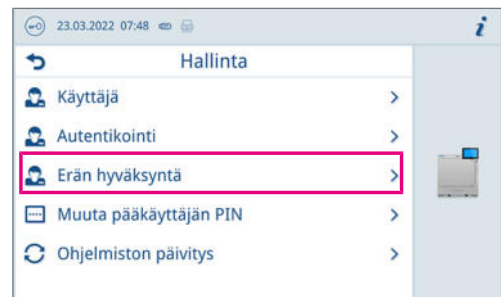 23.03.2022 07:48
Hallinta
Käyttäjä
Autentikointi
Erän hyväksyntä
Muuta pääkäyttäjän PIN
Ohjelmiston päivitys